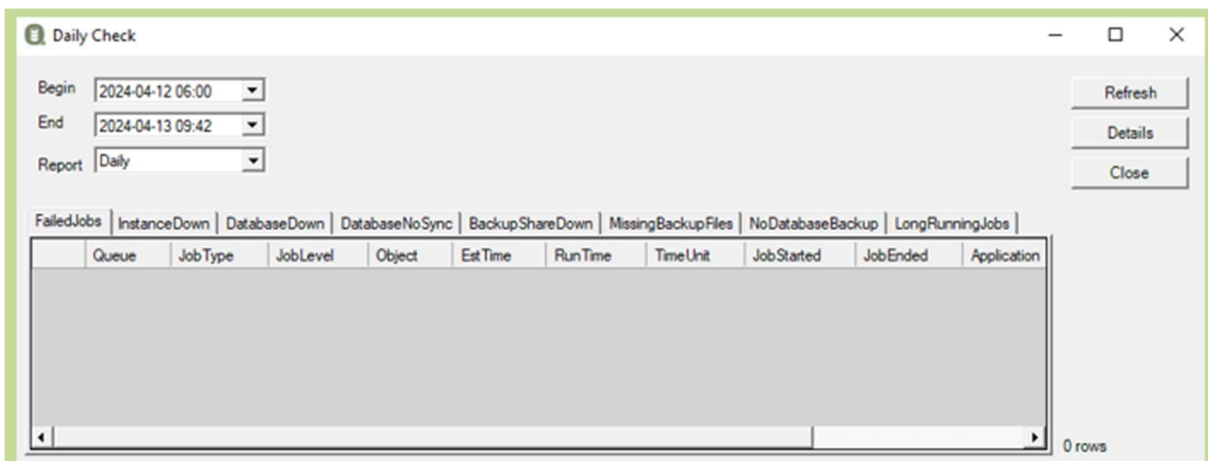 Daily Check
Begin 2024-04-12 06:00 Refresh
End 2024-04-13 09:42 Details
Report Daily Close
FailedJobs InstanceDown DatabaseDown DatabaseNoSync BackupShareDown MissingBackupFiles NoDatabaseBackup LongRunningJobs
Queue JobType JobLevel Object EstTime RunTime TimeUnit JobStarted JobEnded Application
0 rows